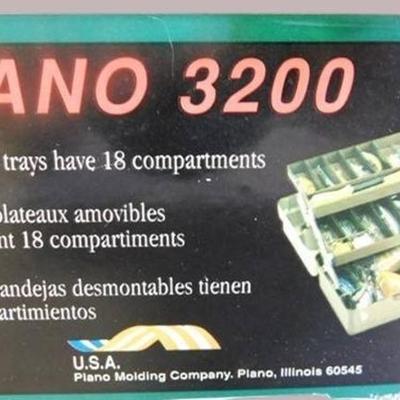 ANO 3200
trays have 18 compartments
plateaux amovibles
nt 18 compartiments
andejas desmontables tienen
artimientos
U.S.A.
Plano Molding Company. Plano, Illinois 60545